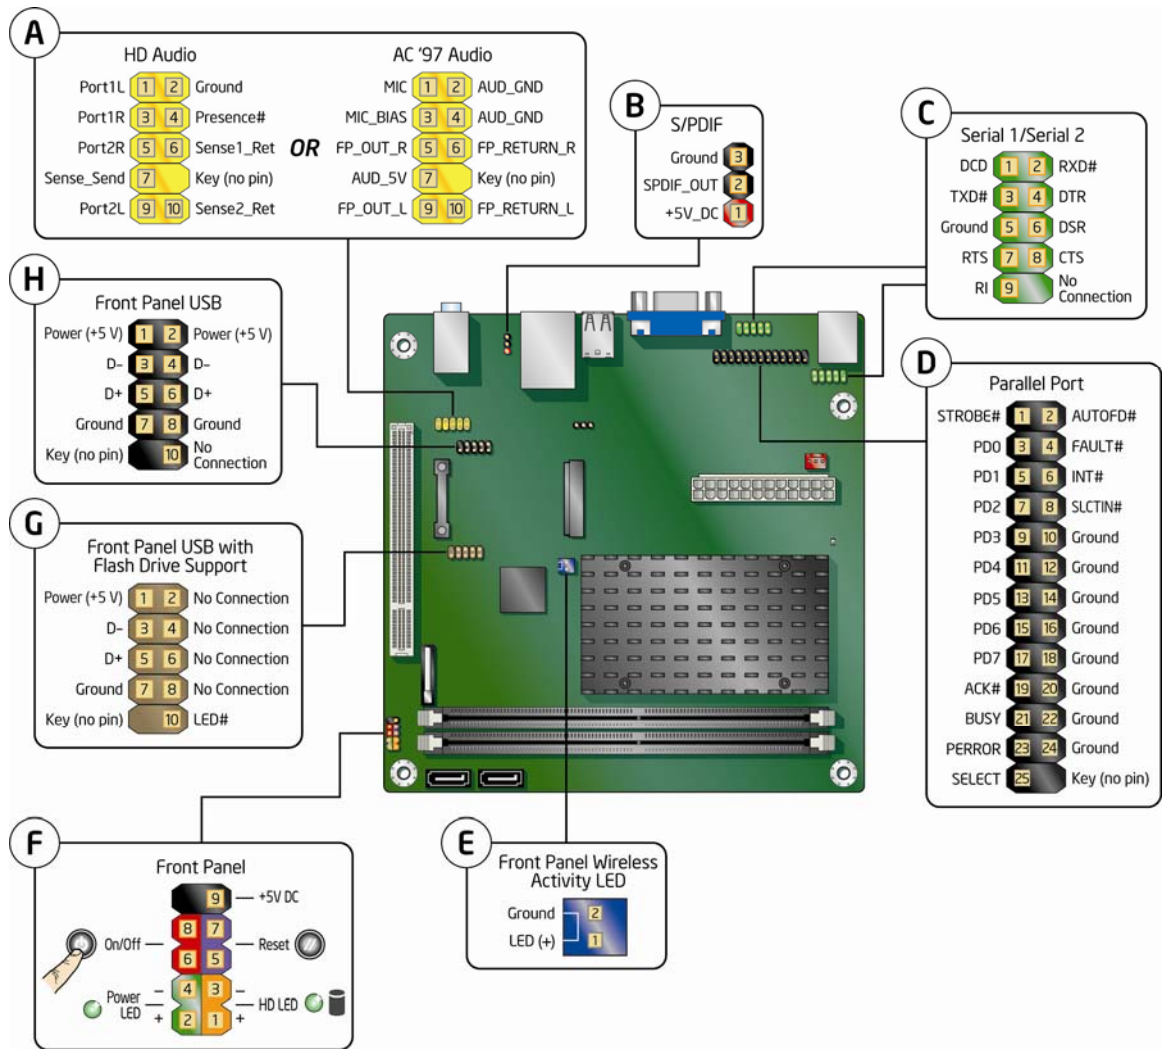 A
HD Audio
Port1L 1 2 Ground
Port1R 3 4 Presence#
Port2R 5 6 Sense1_Ret
Sense_Send 7 Key (no pin)
Port2L 9 10 Sense2_Ret
OR
AC '97 Audio
MIC 1 2 AUD_GND
MIC_BIAS 3 4 AUD_GND
FP_OUT_R 5 6 FP_RETURN_R
AUD_5V 7 Key (no pin)
FP_OUT_L 9 10 FP_RETURN_L
B
S/PDIF
Ground 3
SPDIF_OUT 2
+5V_DC 1
C
Serial 1/Serial 2
DCD 1 2 RXD#
TXD# 3 4 DTR
Ground 5 6 DSR
RTS 7 8 CTS
RI 9 No
Connection
H
Front Panel USB
Power (+5 V) 1 2 Power (+5 V)
D- 3 4 D-
D+ 5 6 D+
Ground 7 8 Ground
Key (no pin) 10 No
Connection
D
Parallel Port
STROBE# 1 2 AUTOFD#
PD0 3 4 FAULT#
PD1 5 6 INT#
PD2 7 8 SLCTIN#
PD3 9 10 Ground
PD4 11 12 Ground
PD5 13 14 Ground
PD6 15 16 Ground
PD7 17 18 Ground
ACK# 19 20 Ground
BUSY 21 22 Ground
PERROR 23 24 Ground
SELECT 25 Key (no pin)
G
Front Panel USB with
Flash Drive Support
Power (+5 V) 1 2 No Connection
D- 3 4 No Connection
D+ 5 6 No Connection
Ground 7 8 No Connection
Key (no pin) 10 LED#
F
Front Panel
9 +5V DC
8 7
On/Off Reset
6 5
- 4 3 -
Power
LED HD LED
+ 2 1 +
E
Front Panel Wireless
Activity LED
Ground 2
LED (+) 1